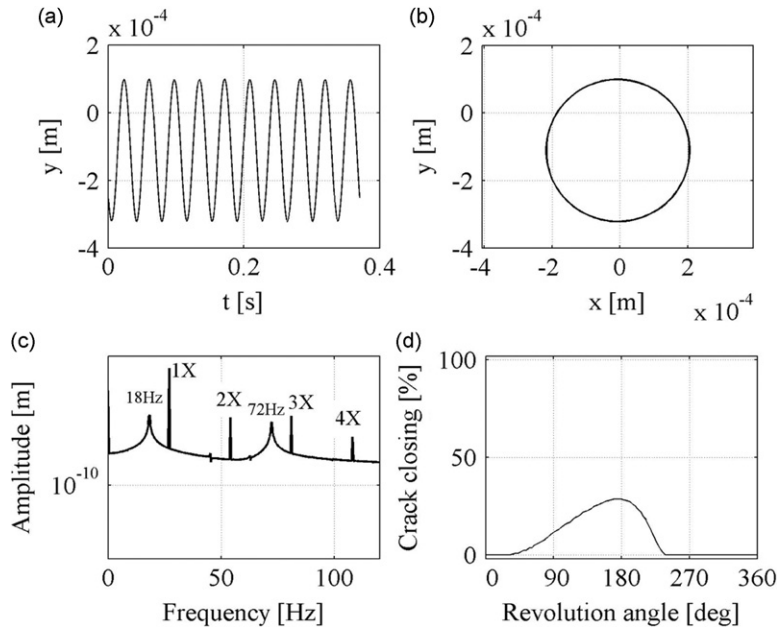 (a)
x 10⁻⁴
2
0
-2
-4
y [m]
0
0.2
0.4
t [s]
(b)
x 10⁻⁴
2
0
-2
-4
y [m]
-4
-2
0
2
x [m]
x 10⁻⁴
(c)
1X
18Hz
2X
72Hz
3X
4X
10⁻¹⁰
Amplitude [m]
0
100
Frequency [Hz]
(d)
100
50
0
Crack closing [%]
0
90
180
270
360
Revolution angle [deg]